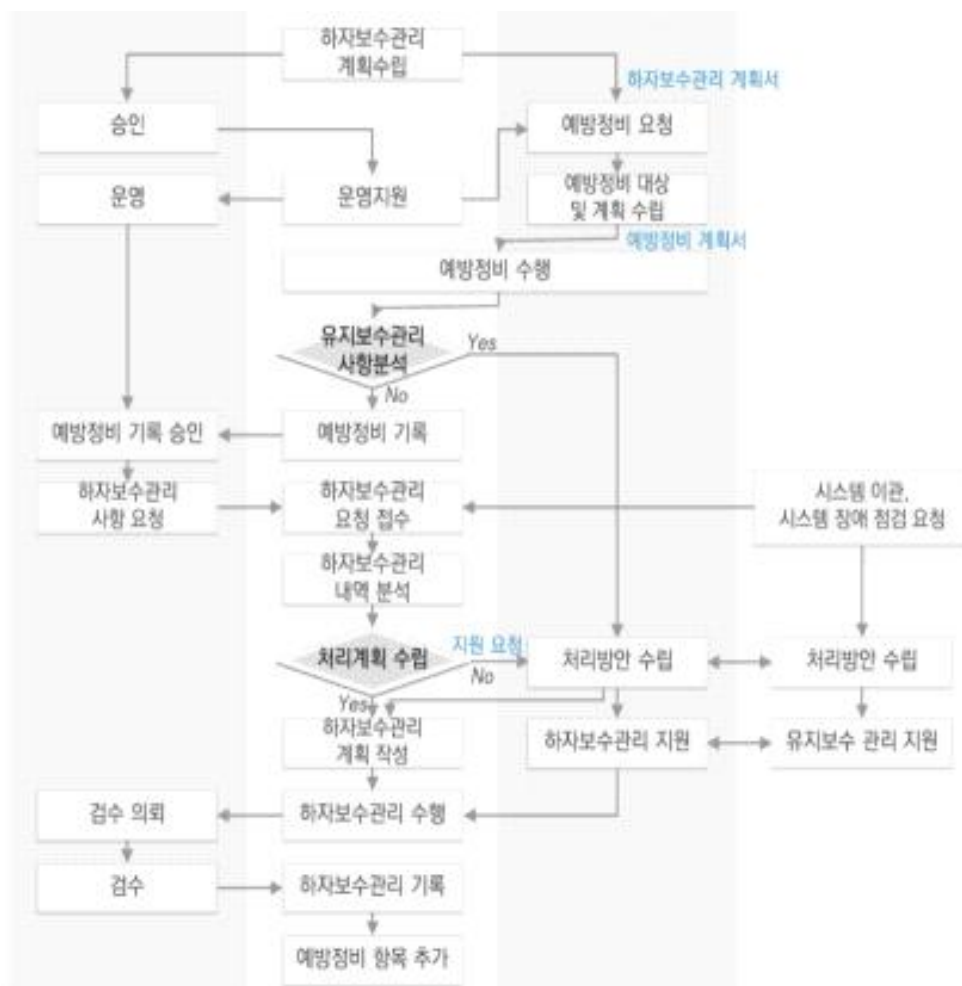 하자보수관리
계획수립
하자보수관리 계획서
승인
예방정비 요청
운영
운영지원
예방정비 대상
및 계획 수립
예방정비 계획서
예방정비 수행
유지보수관리
사항분석
Yes
No
예방정비 기록 승인
예방정비 기록
하자보수관리
사항 요청
하자보수관리
요청 접수
시스템 이관,
시스템 장애 점검 요청
하자보수관리
내역 분석
처리계획 수립
지원 요청
No
Yes
처리방안 수립
처리방안 수립
하자보수관리
계획 작성
하자보수관리 지원
유지보수 관리 지원
검수 의뢰
하자보수관리 수행
검수
하자보수관리 기록
예방정비 항목 추가